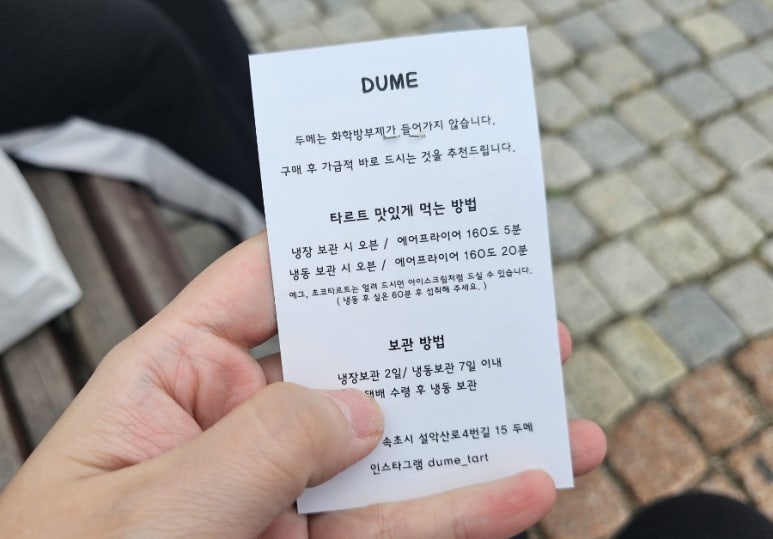 DUME
두메는 화학방부제가 들어가지 않습니다.
구매 후 가급적 바로 드시는 것을 추천드립니다.
타르트 맛있게 먹는 방법
냉장 보관 시 오븐 / 에어프라이어 160도 5분
냉동 보관 시 오븐 / 에어프라이어 160도 20분
에그, 초코타르트는 얼려 드시면 아이스크림처럼 드실 수 있습니다.
( 냉동 후 실온 60분 후 섭취해 주세요. )
보관 방법
냉장보관 2일/ 냉동보관 7일 이내
택배 수령 후 냉동 보관
속초시 설악산로4번길 15 두메
인스타그램 dume_tart